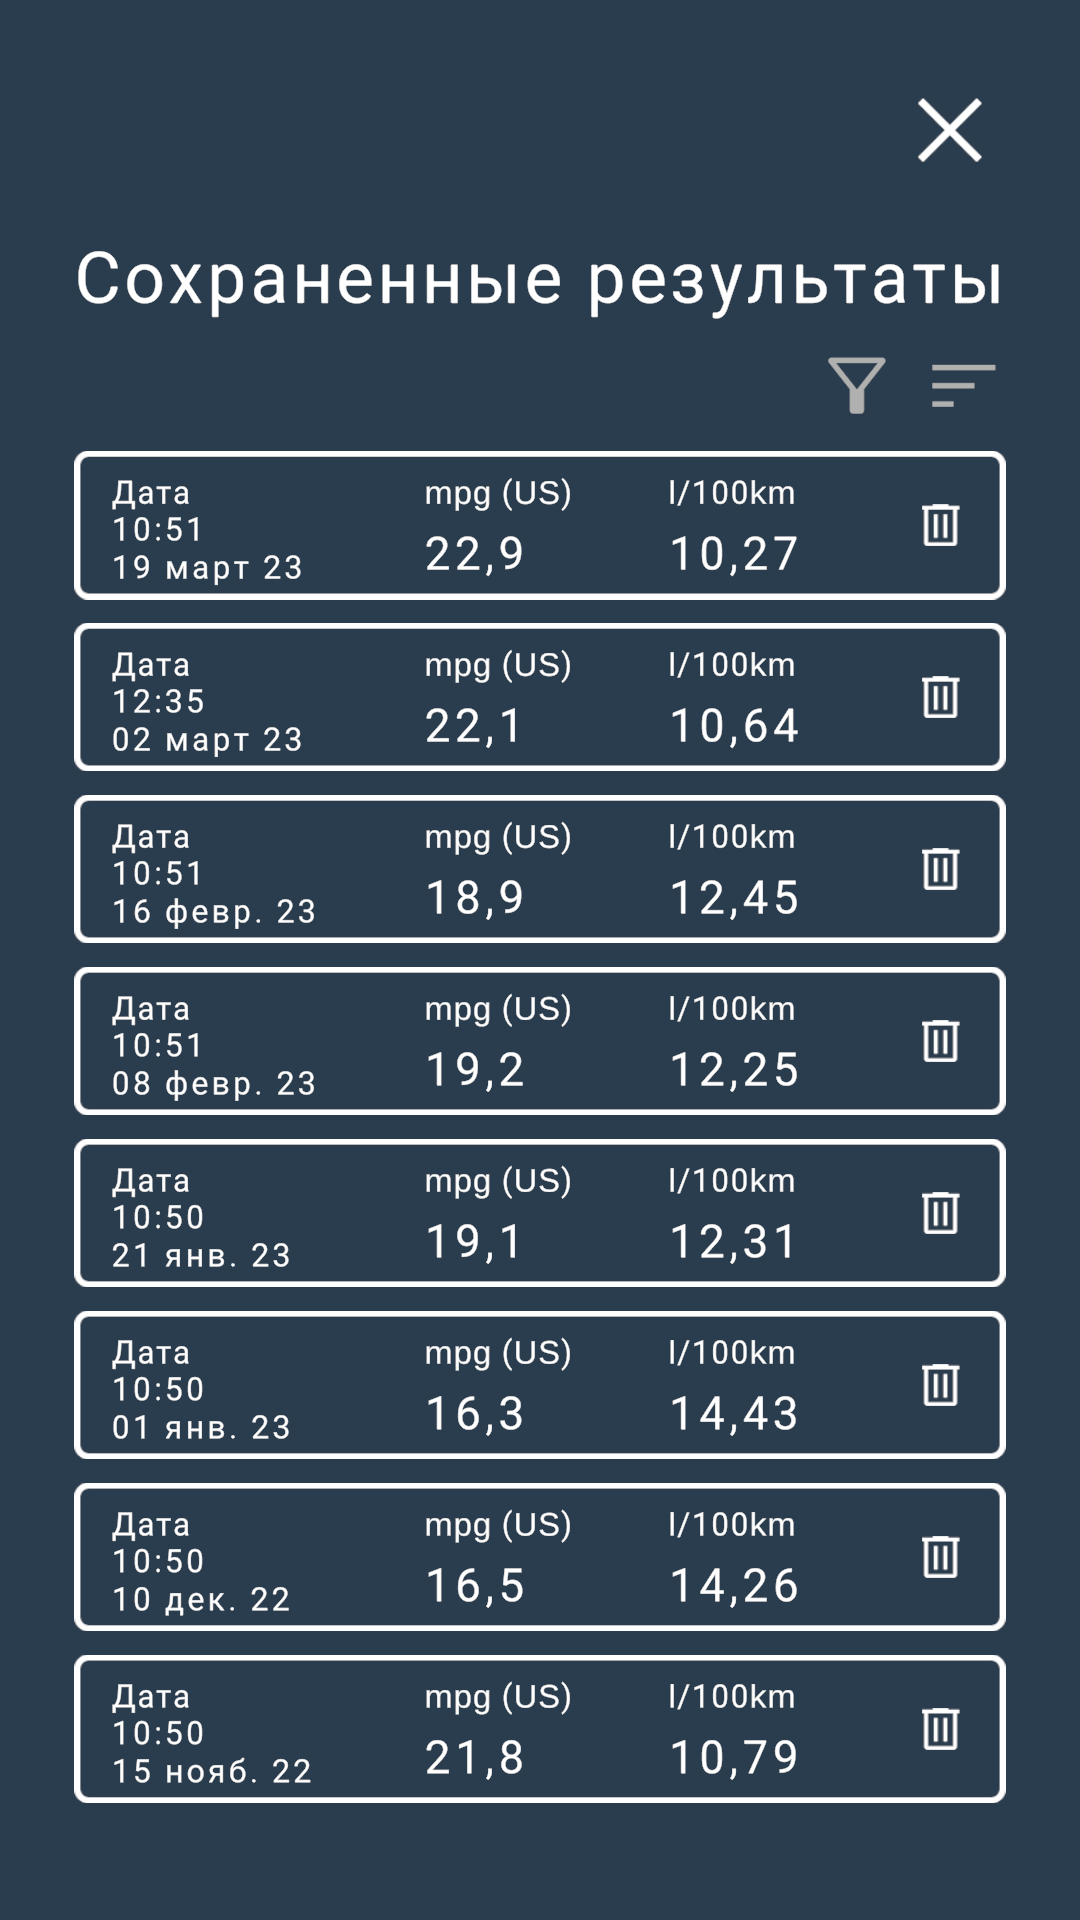 Сохраненные результаты
Дата mpg (US) l/100km
10:51
22,9 10,27
19 март 23
Дата mpg (US) l/100km
12:35
22,1 10,64
02 март 23
Дата mpg (US) l/100km
10:51
18,9 12,45
16 февр. 23
Дата mpg (US) l/100km
10:51
19,2 12,25
08 февр. 23
Дата mpg (US) l/100km
10:50
19,1 12,31
21 янв. 23
Дата mpg (US) l/100km
10:50
16,3 14,43
01 янв. 23
Дата mpg (US) l/100km
10:50
16,5 14,26
10 дек. 22
Дата mpg (US) l/100km
10:50
21,8 10,79
15 нояб. 22